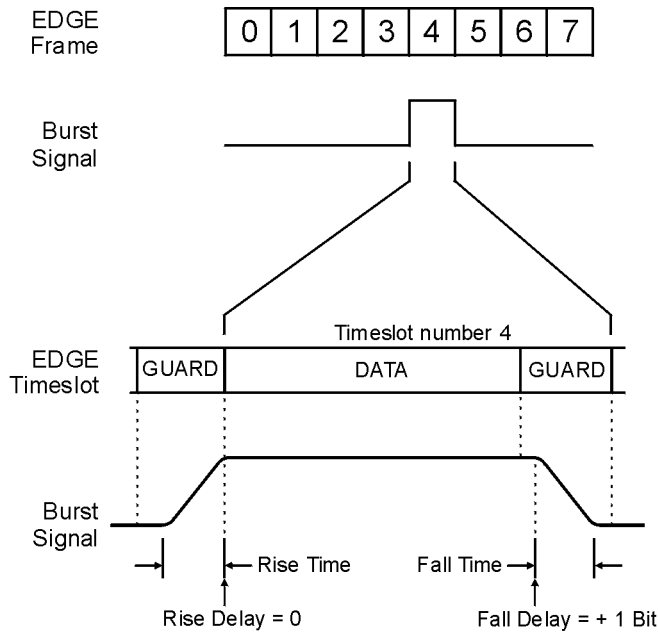 EDGE
Frame
0 1 2 3 4 5 6 7
Burst
Signal
Timeslot number 4
EDGE
Timeslot
GUARD DATA GUARD
Burst
Signal
Rise Time Fall Time
Rise Delay = 0 Fall Delay = + 1 Bit